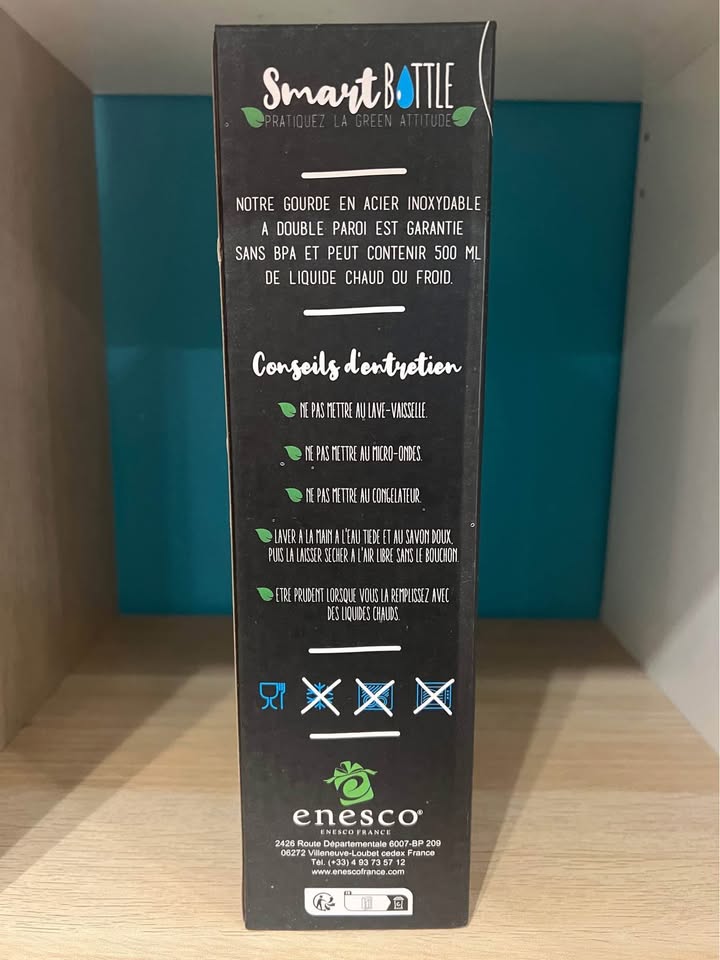 Smart BOTTLE
PRATIQUEZ LA GREEN ATTITUDE
NOTRE GOURDE EN ACIER INOXYDABLE
A DOUBLE PAROI EST GARANTIE
SANS BPA ET PEUT CONTENIR 500 ML
DE LIQUIDE CHAUD OU FROID.
Conseils d'entretien
NE PAS METTRE AU LAVE-VAISSELLE.
NE PAS METTRE AU MICRO-ONDES.
NE PAS METTRE AU CONGELATEUR.
LAVER A LA MAIN A L'EAU TIEDE ET AU SAVON DOUX,
PUIS LA LAISSER SECHER A L'AIR LIBRE SANS LE BOUCHON.
ETRE PRUDENT LORSQUE VOUS LA REMPLISSEZ AVEC
DES LIQUIDES CHAUDS.
enesco®
ENESCO FRANCE
2426 Route Départementale 6007-BP 209
06272 Villeneuve-Loubet cedex France
Tél. (+33) 4 93 73 57 12
www.enescofrance.com